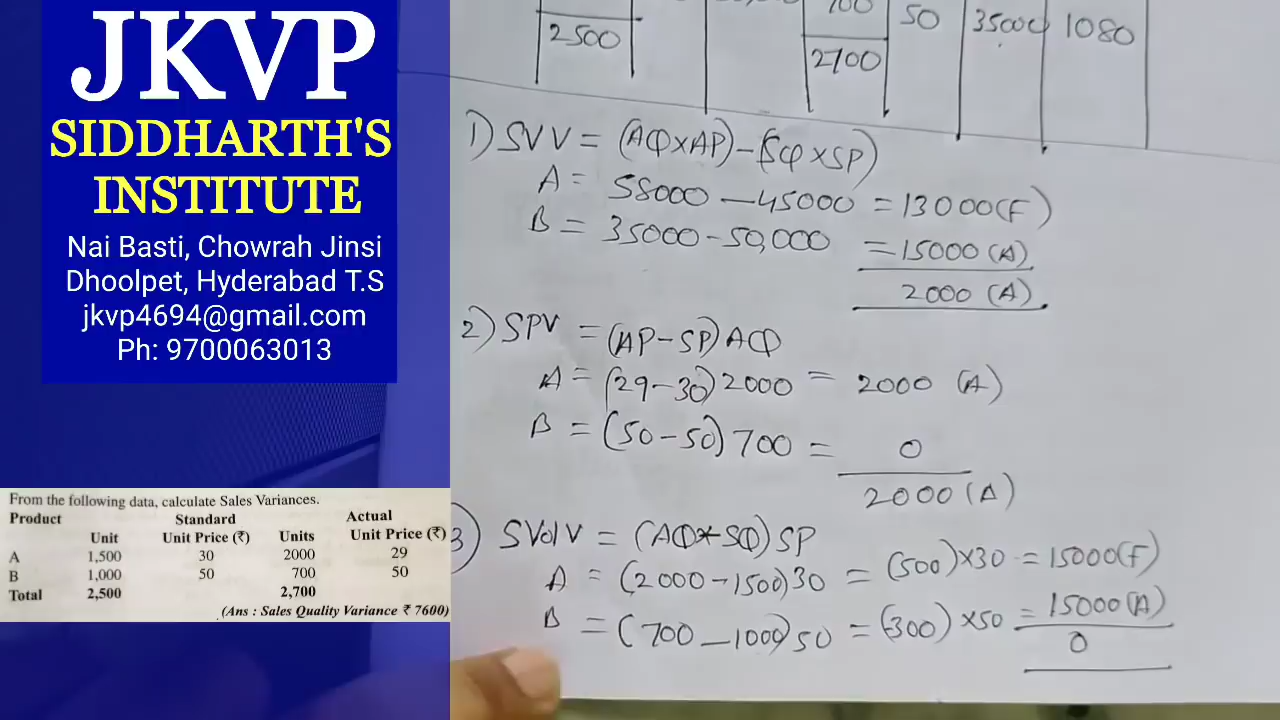 JKVP
SIDDHARTH'S
INSTITUTE
Nai Basti, Chowrah Jinsi
Dhoolpet, Hyderabad T.S
jkvp4694@gmail.com
Ph: 9700063013
From the following data, calculate Sales Variances.
Product Standard Actual
Unit Unit Price (₹) Units Unit Price (₹)
A 1,500 30 2000 29
B 1,000 50 700 50
Total 2,500 2,700
(Ans : Sales Quality Variance ₹ 7600)
700 50 35000 1080
2500 2700
1) SVV = (AQ×AP)-(SQ×SP)
A = 58000 - 45000 = 13000(F)
B = 35000 - 50,000 = 15000 (A)
2000 (A)
2) SPV = (AP-SP)AQ
A = (29-30)2000 = 2000 (A)
B = (50-50)700 = 0
2000 (A)
3) SVolV = (AQ*SQ)SP
A = (2000-1500)30 = (500)×30 = 15000(F)
B = (700-1000)50 = (300)×50 = 15000(A)
0